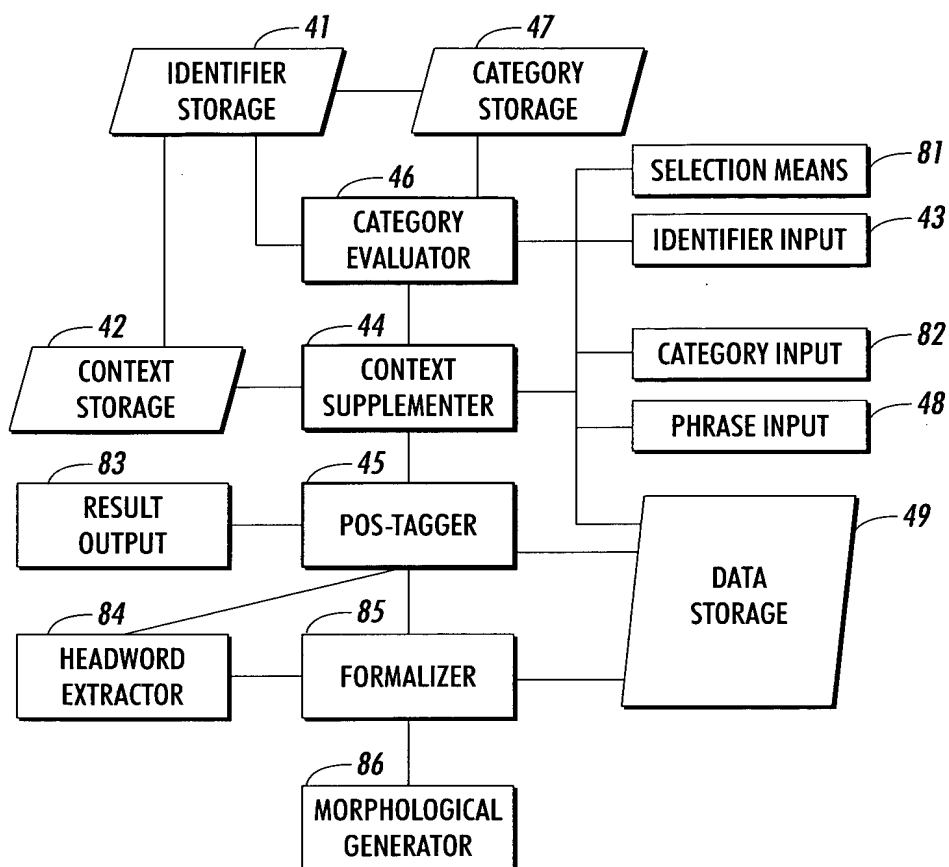 41
IDENTIFIER
STORAGE
47
CATEGORY
STORAGE
46
CATEGORY
EVALUATOR
81
SELECTION MEANS
43
IDENTIFIER INPUT
42
CONTEXT
STORAGE
44
CONTEXT
SUPPLEMENTER
82
CATEGORY INPUT
48
PHRASE INPUT
83
RESULT
OUTPUT
45
POS-TAGGER
49
DATA
STORAGE
84
HEADWORD
EXTRACTOR
85
FORMALIZER
86
MORPHOLOGICAL
GENERATOR